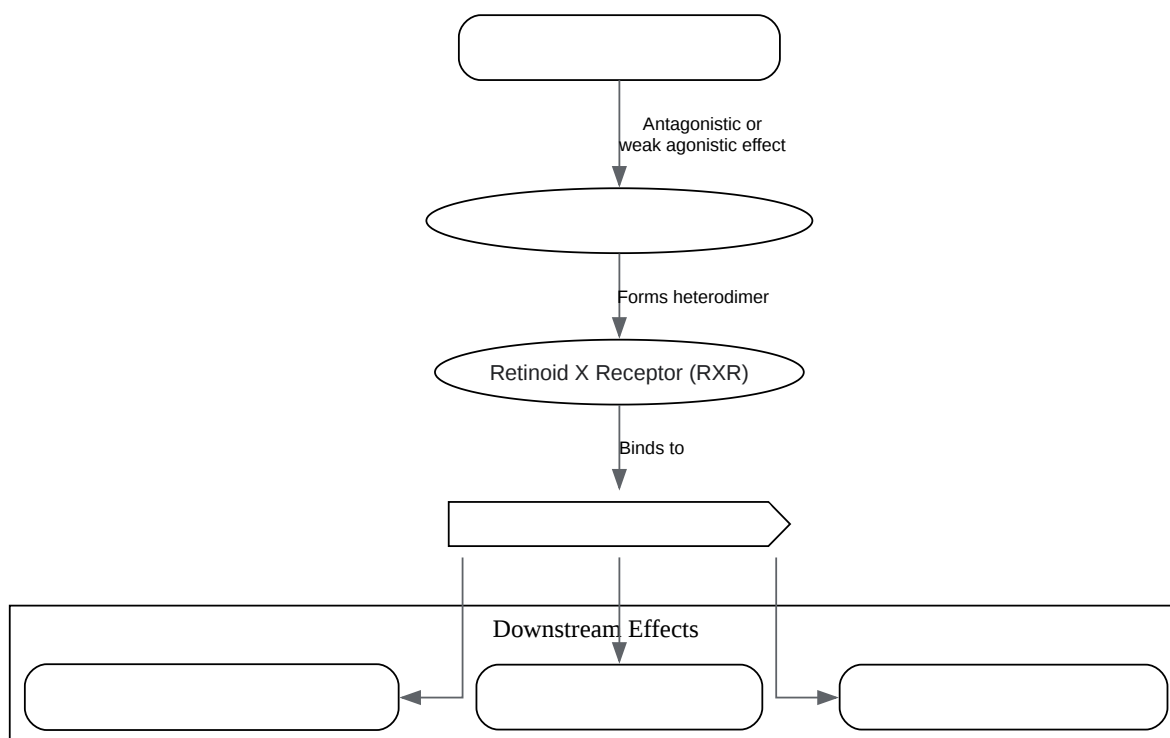 Antagonistic or
weak agonistic effect
Forms heterodimer
Retinoid X Receptor (RXR)
Binds to
Downstream Effects